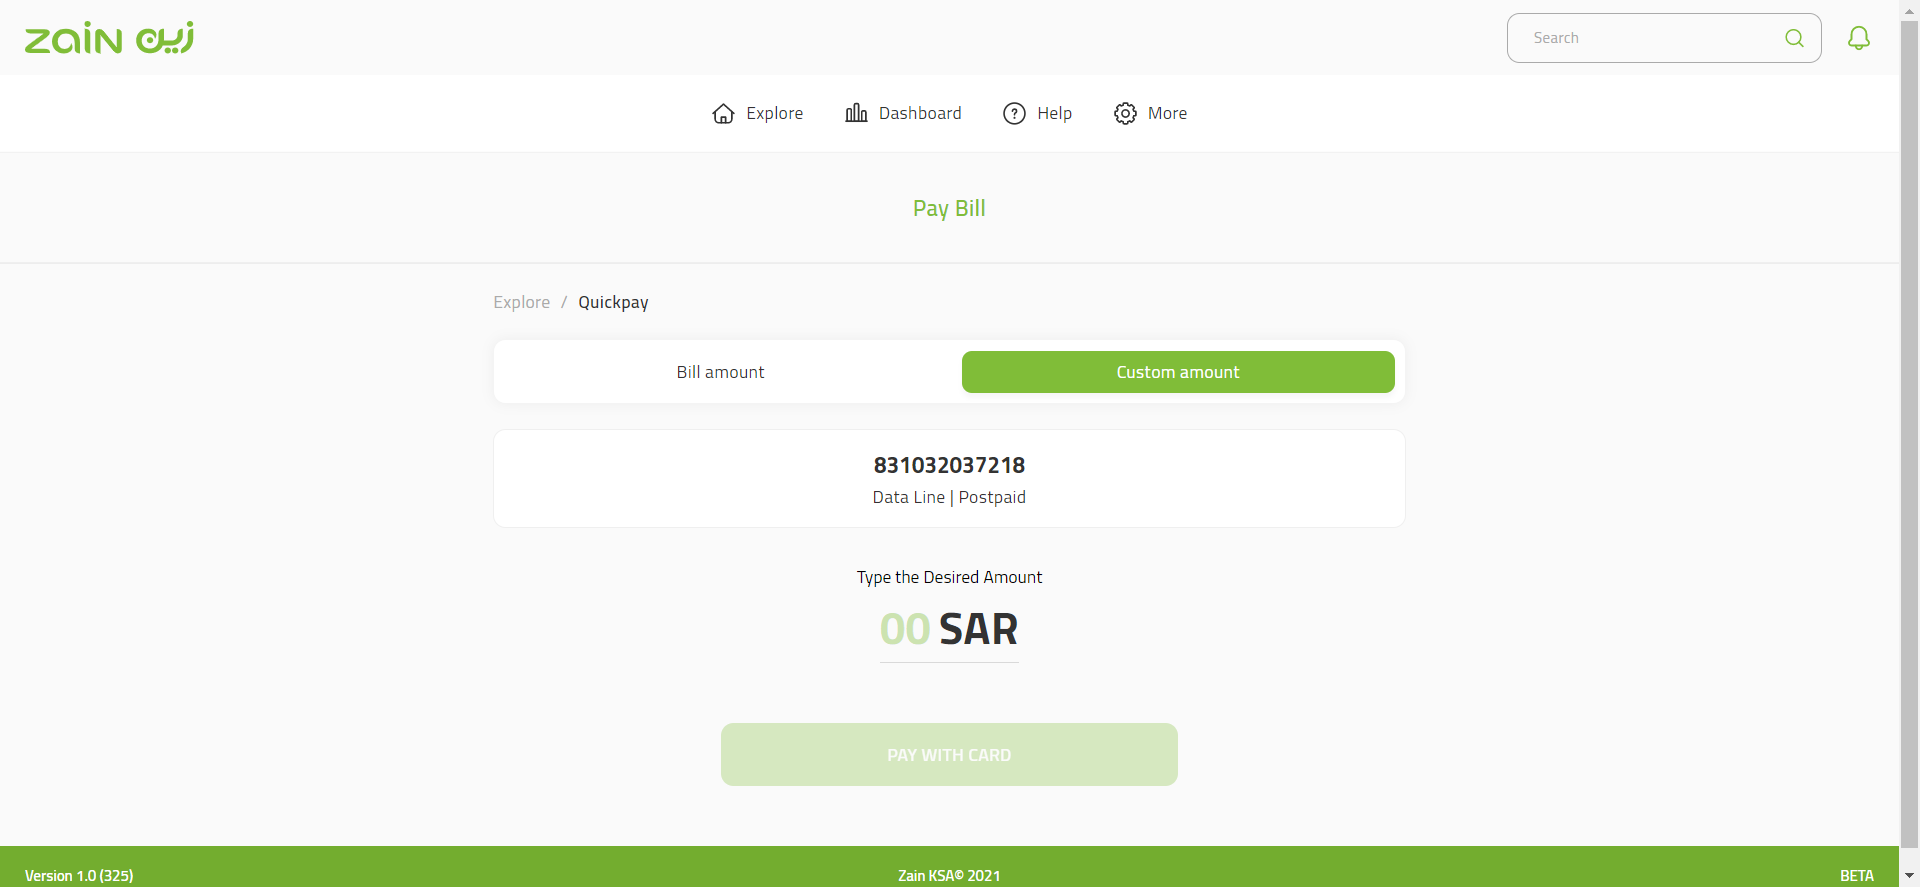 zain زين
Search
Explore
Dashboard
Help
More
Pay Bill
Explore / Quickpay
Bill amount
Custom amount
831032037218
Data Line | Postpaid
Type the Desired Amount
00 SAR
PAY WITH CARD
Version 1.0 (325)
Zain KSA© 2021
BETA